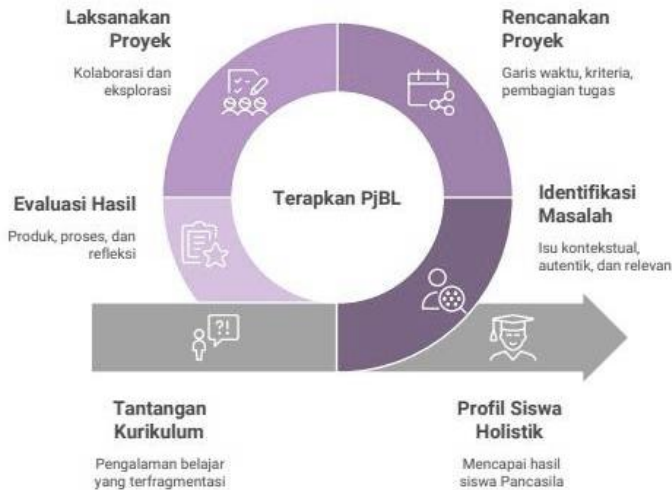 Laksanakan
Proyek
Kolaborasi dan
eksplorasi
Rencanakan
Proyek
Garis waktu, kriteria,
pembagian tugas
Terapkan PjBL
Evaluasi Hasil
Produk, proses, dan
refleksi
Identifikasi
Masalah
Isu kontekstual,
autentik, dan relevan
?!
Tantangan
Kurikulum
Pengalaman belajar
yang terfragmentasi
Profil Siswa
Holistik
Mencapai hasil
siswa Pancasila